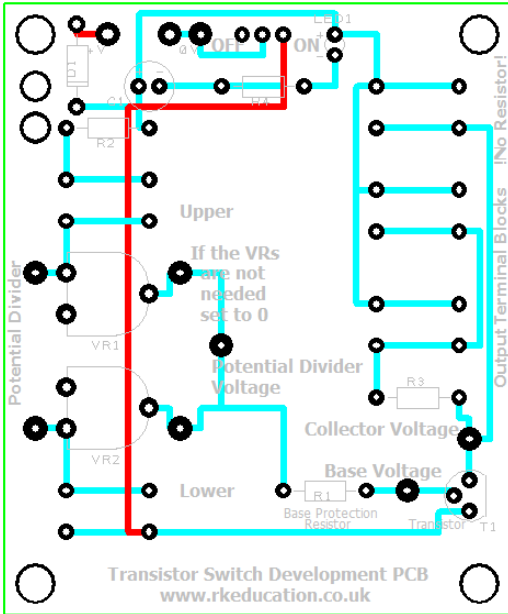 LED1
+V
0V
OFF
ON
D1
C1
R4
R2
!No Resistor!
Output Terminal Blocks
Upper
If the VRs
are not
needed
set to 0
Potential Divider
VR1
Potential Divider
Voltage
R3
VR2
Collector Voltage
Base Voltage
Lower
R1
Base Protection
Resistor
Transistor
T1
Transistor Switch Development PCB
www.rkeducation.co.uk